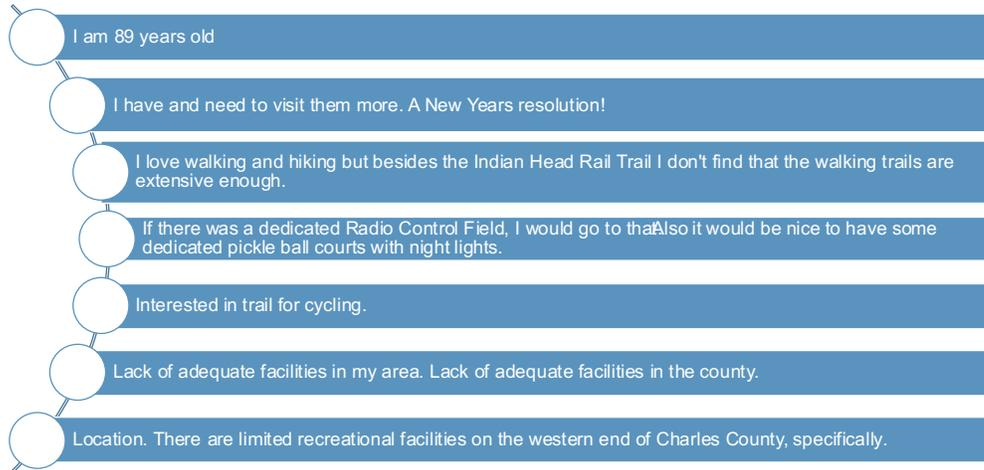 I am 89 years old
I have and need to visit them more. A New Years resolution!
I love walking and hiking but besides the Indian Head Rail Trail I don't find that the walking trails are
extensive enough.
If there was a dedicated Radio Control Field, I would go to that.Also it would be nice to have some
dedicated pickle ball courts with night lights.
Interested in trail for cycling.
Lack of adequate facilities in my area. Lack of adequate facilities in the county.
Location. There are limited recreational facilities on the western end of Charles County, specifically.